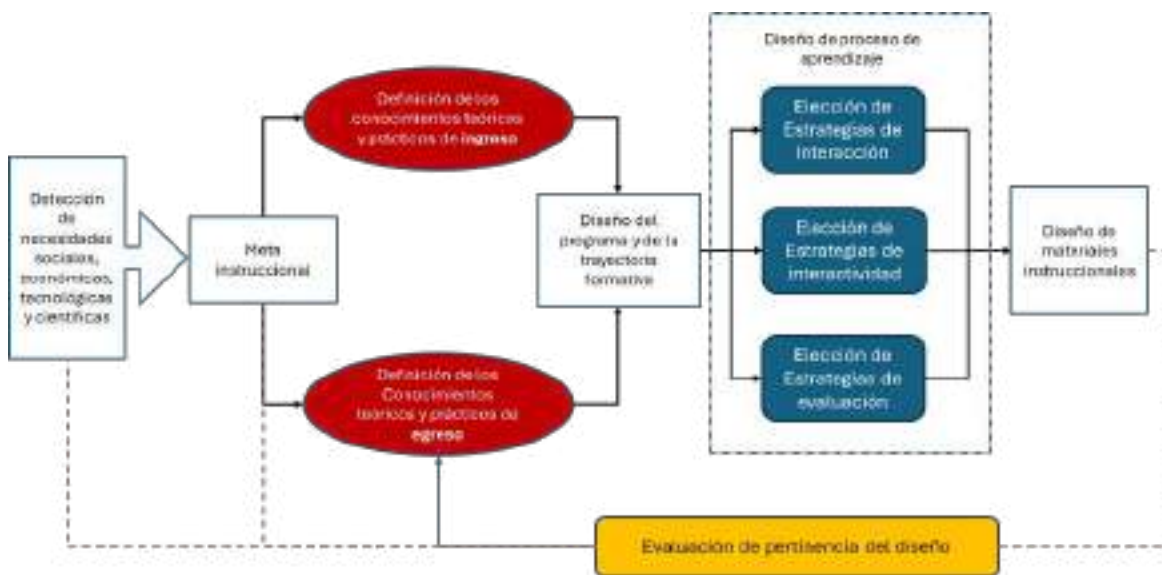 Detección
de
necesidades
sociales,
económicas,
tecnológicas
y científicas
Meta
instruccional
Definición de los
conocimientos teóricos
y prácticos de ingreso
Definición de los
Conocimientos
teóricos y prácticos de
egreso
Diseño del
programa y de la
trayectoria
formativa
Diseño de proceso de
aprendizaje
Elección de
Estrategias de
interacción
Elección de
Estrategias de
interactividad
Elección de
Estrategias de
evaluación
Diseño de
materiales
instruccionales
Evaluación de pertinencia del diseño